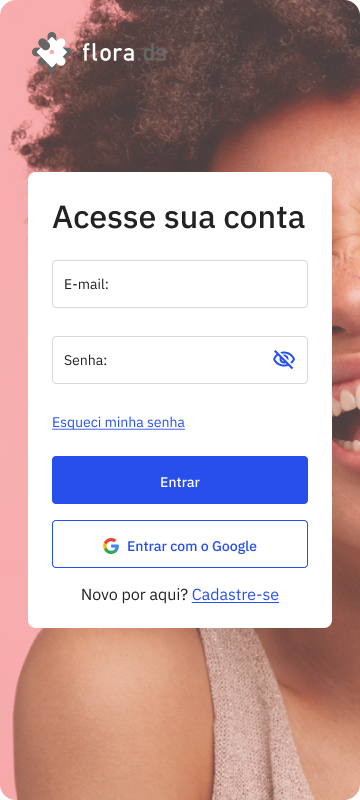 flora ds
Acesse sua conta
E-mail:
Senha:
Esqueci minha senha
Entrar
Entrar com o Google
Novo por aqui? Cadastre-se